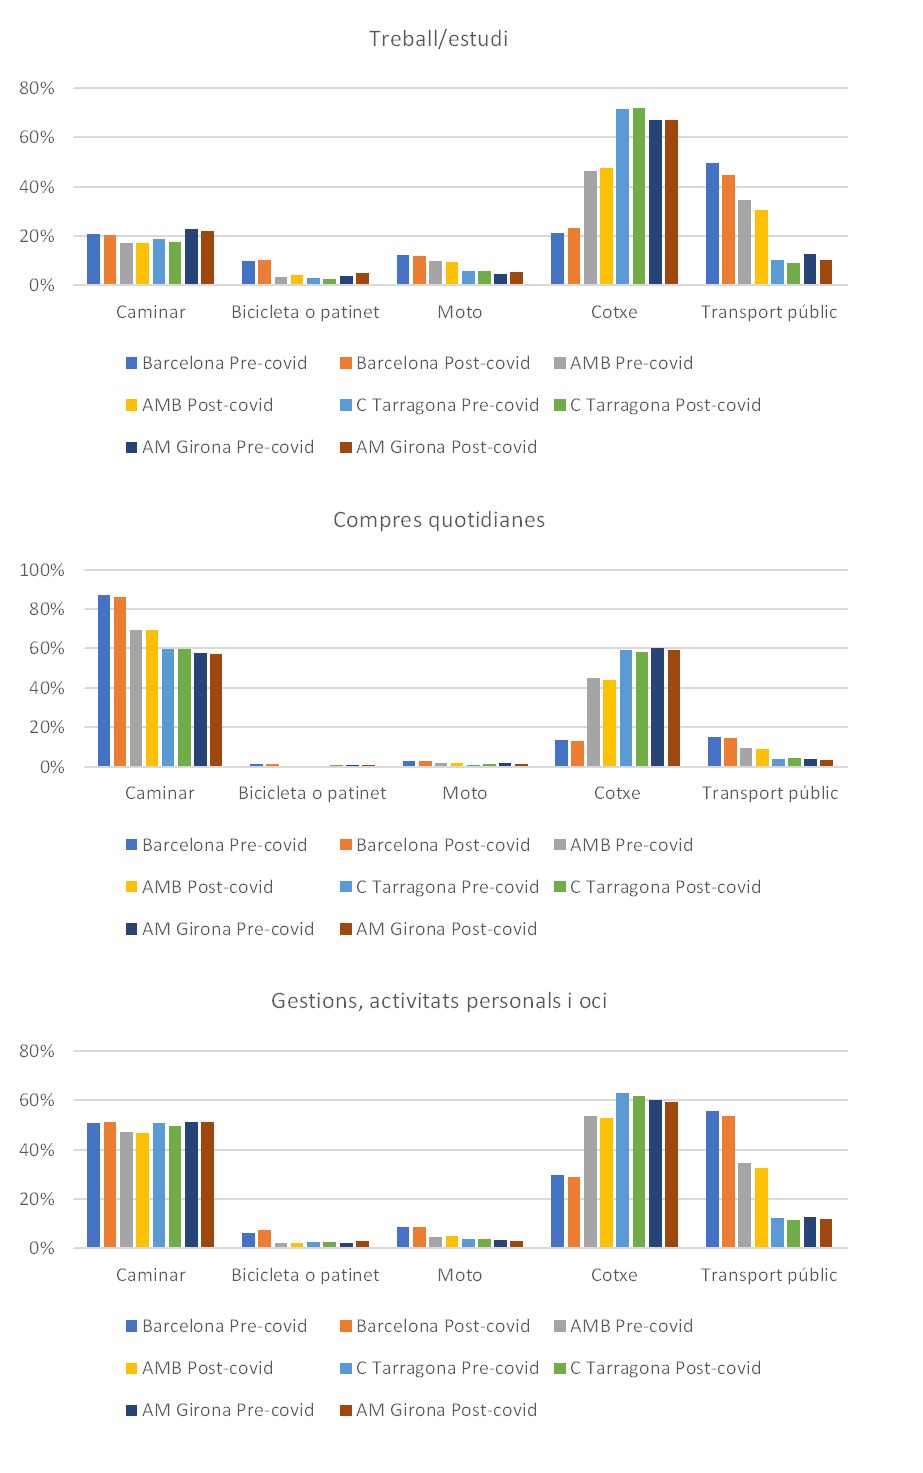 Treball/estudi
80%
60%
40%
20%
0%
Caminar Bicicleta o patinet Moto Cotxe Transport públic
Barcelona Pre-covid Barcelona Post-covid AMB Pre-covid
AMB Post-covid C Tarragona Pre-covid C Tarragona Post-covid
AM Girona Pre-covid AM Girona Post-covid
Compres quotidianes
100%
80%
60%
40%
20%
0%
Caminar Bicicleta o patinet Moto Cotxe Transport públic
Barcelona Pre-covid Barcelona Post-covid AMB Pre-covid
AMB Post-covid C Tarragona Pre-covid C Tarragona Post-covid
AM Girona Pre-covid AM Girona Post-covid
Gestions, activitats personals i oci
80%
60%
40%
20%
0%
Caminar Bicicleta o patinet Moto Cotxe Transport públic
Barcelona Pre-covid Barcelona Post-covid AMB Pre-covid
AMB Post-covid C Tarragona Pre-covid C Tarragona Post-covid
AM Girona Pre-covid AM Girona Post-covid